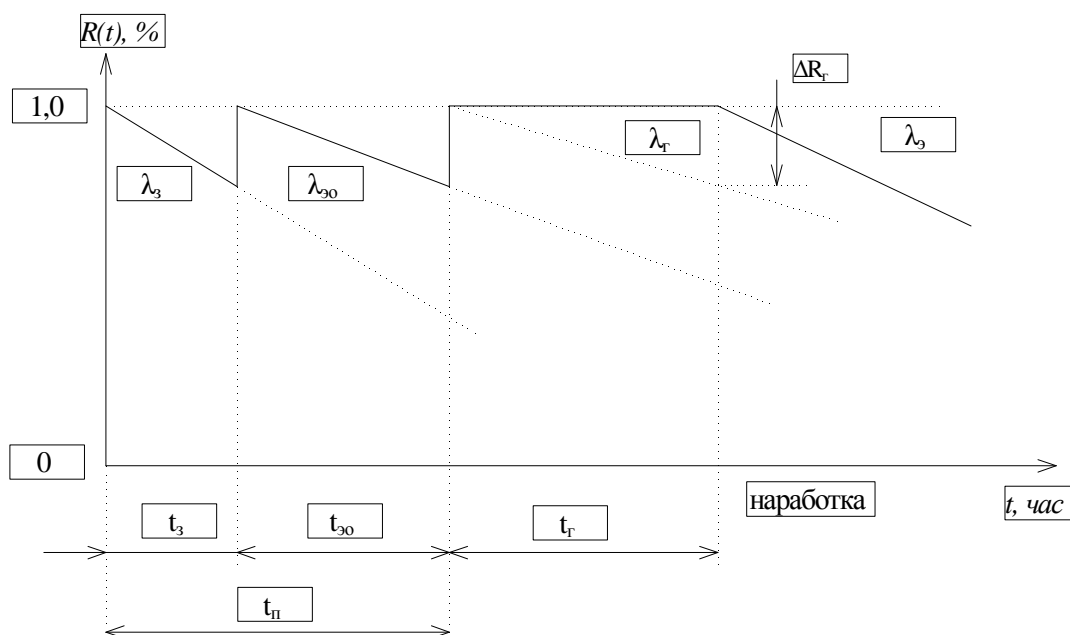 R(t), %
ΔRг
1,0
λз
λэо
λг
λэ
0
наработка
t, час
tз
tэо
tг
tп